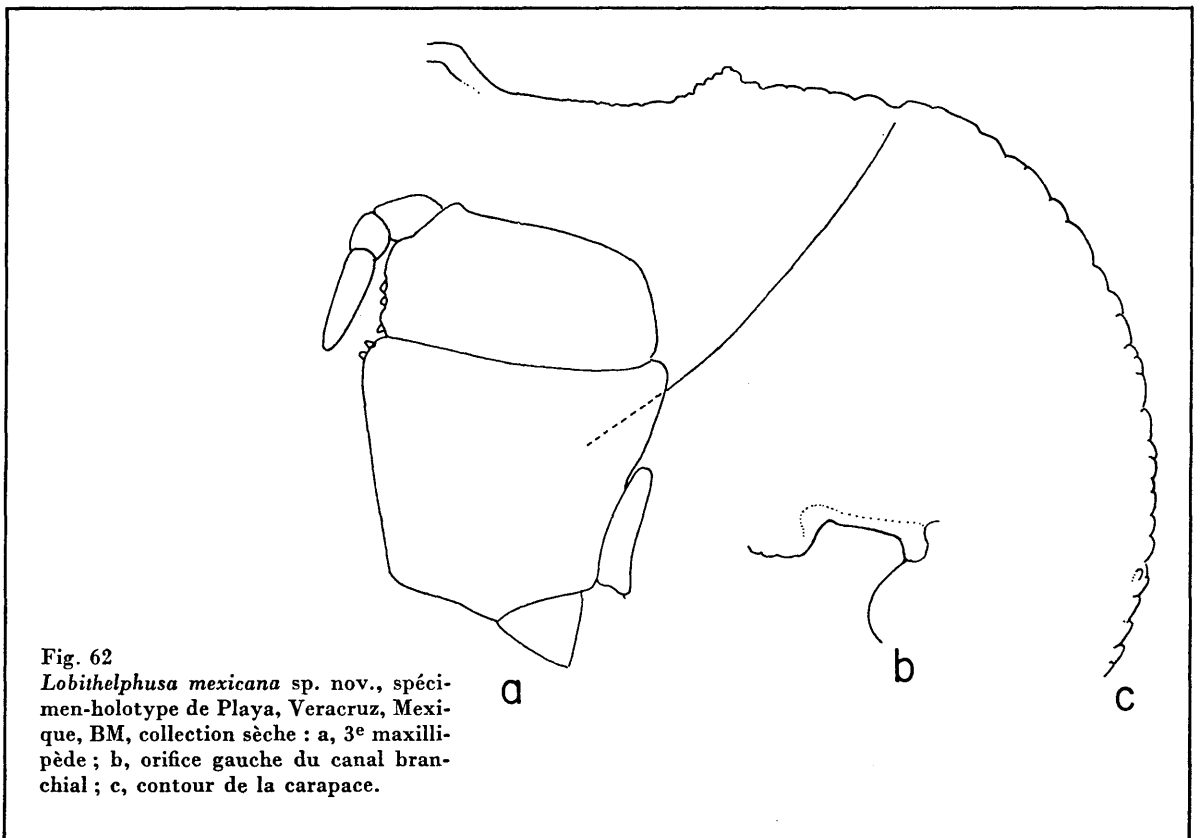 Fig. 62
Lobithelphusa mexicana sp. nov., spéci-
men-holotype de Playa, Veracruz, Mexi-
que, BM, collection sèche : a, 3e maxilli-
pède ; b, orifice gauche du canal bran-
chial ; c, contour de la carapace.
a
b
c